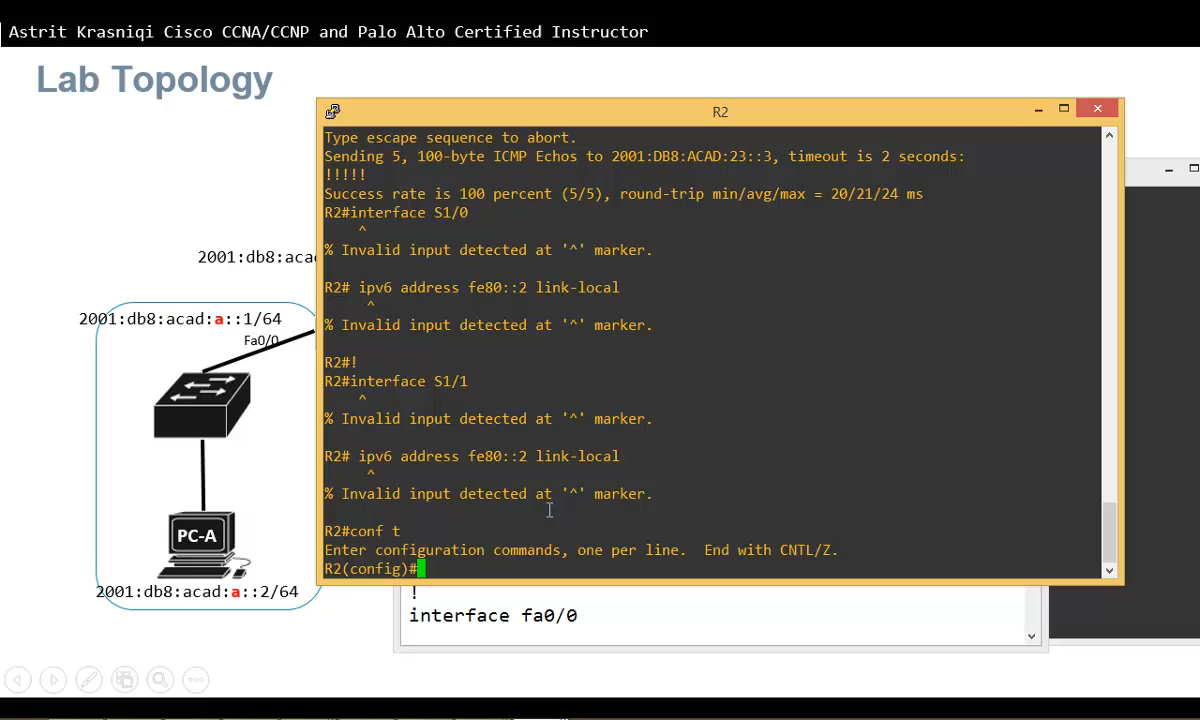 Astrit Krasniqi Cisco CCNA/CCNP and Palo Alto Certified Instructor
Lab Topology
R2
Type escape sequence to abort.
Sending 5, 100-byte ICMP Echos to 2001:DB8:ACAD:23::3, timeout is 2 seconds:
!!!!!
Success rate is 100 percent (5/5), round-trip min/avg/max = 20/21/24 ms
R2#interface S1/0
^
% Invalid input detected at '^' marker.
R2# ipv6 address fe80::2 link-local
^
% Invalid input detected at '^' marker.
R2#!
R2#interface S1/1
^
% Invalid input detected at '^' marker.
R2# ipv6 address fe80::2 link-local
^
% Invalid input detected at '^' marker.
R2#conf t
Enter configuration commands, one per line.  End with CNTL/Z.
R2(config)#
2001:db8:aca
2001:db8:acad:a::1/64
Fa0/0
PC-A
2001:db8:acad:a::2/64
!
interface fa0/0